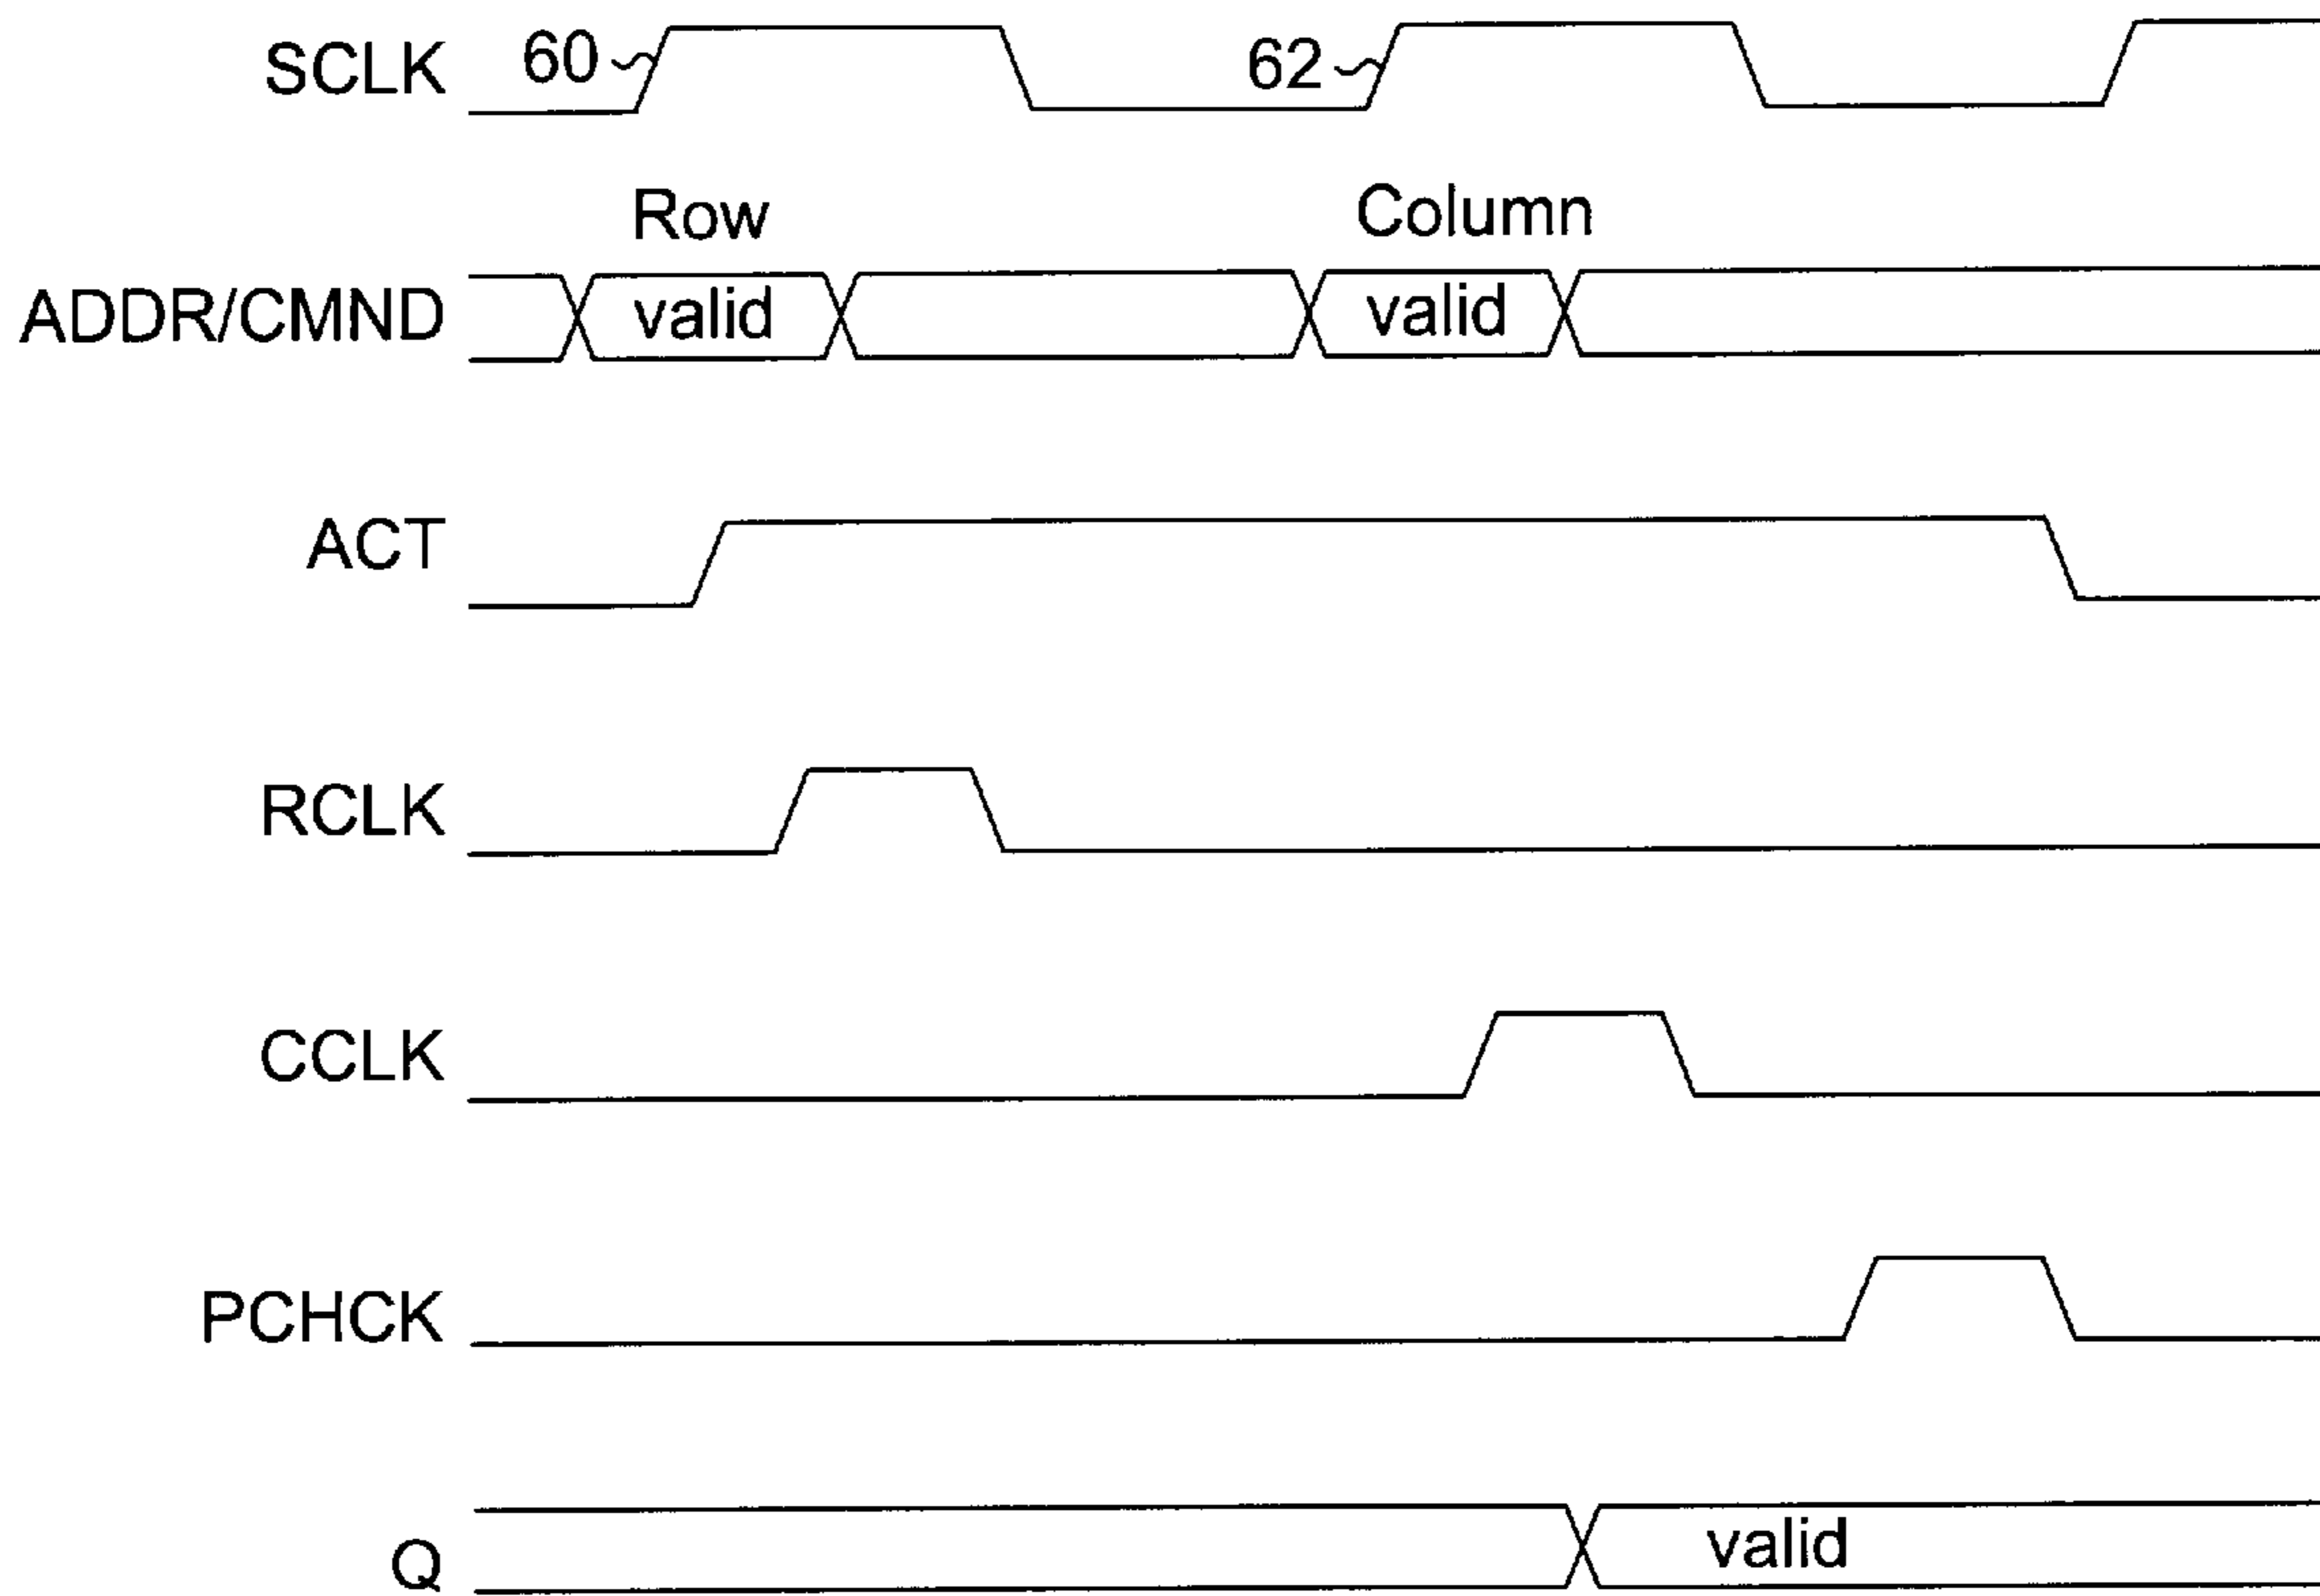 SCLK 60 62
Row Column
ADDR/CMND valid valid
ACT
RCLK
CCLK
PCHCK
Q valid